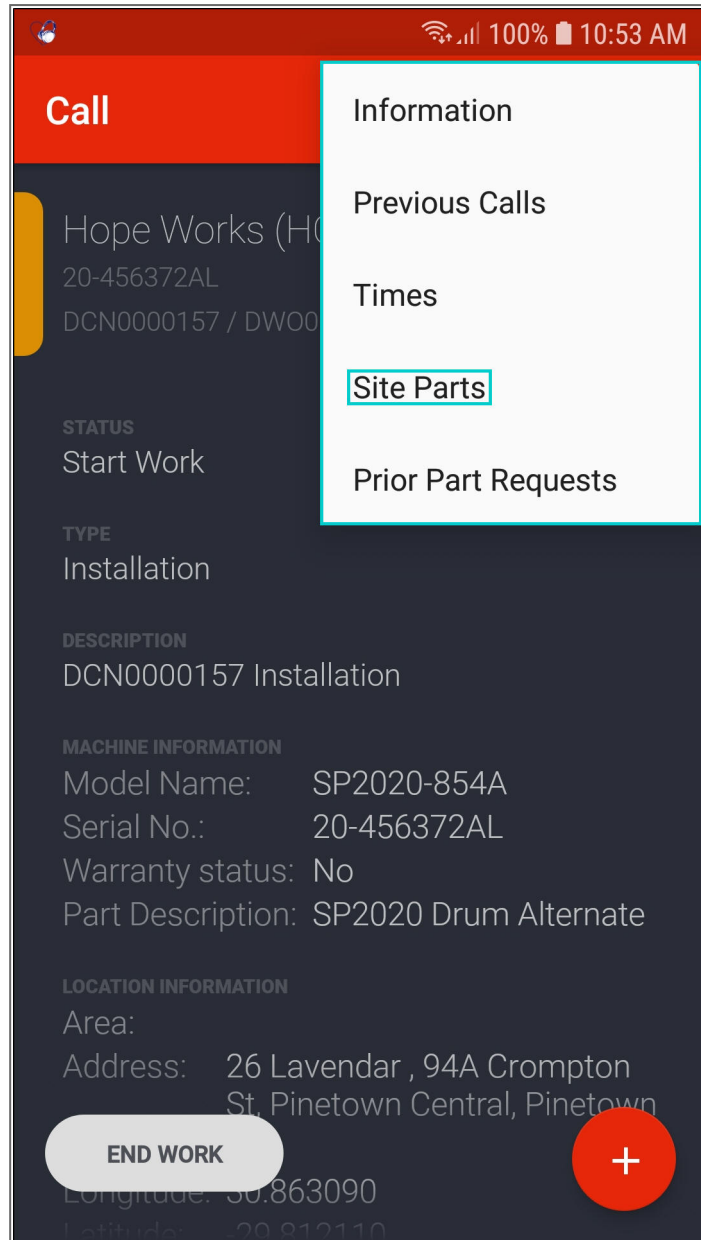 100% 10:53 AM
Call
Information
Previous Calls
Times
Site Parts
Prior Part Requests
Hope Works (H
20-456372AL
DCN0000157 / DWO0
STATUS
Start Work
TYPE
Installation
DESCRIPTION
DCN0000157 Installation
MACHINE INFORMATION
Model Name: SP2020-854A
Serial No.: 20-456372AL
Warranty status: No
Part Description: SP2020 Drum Alternate
LOCATION INFORMATION
Area:
Address: 26 Lavendar , 94A Crompton
St, Pinetown Central, Pinetown
END WORK
+
Longitude: 30.863090
Latitude: -29.812110